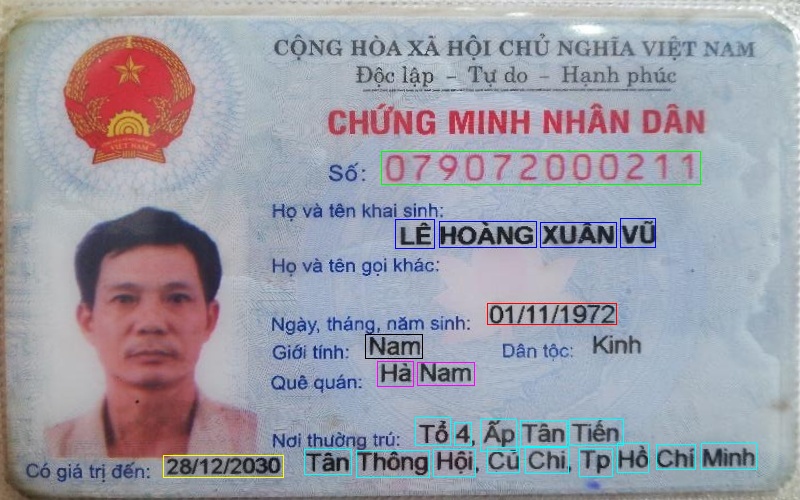 CỘNG HÒA XÃ HỘI CHỦ NGHĨA VIỆT NAM
Độc lập - Tự do - Hạnh phúc
CHỨNG MINH NHÂN DÂN
VIỆT NAM
Số: 079072000211
Họ và tên khai sinh:
LÊ HOÀNG XUÂN VŨ
Họ và tên gọi khác:
Ngày, tháng, năm sinh: 01/11/1972
Giới tính: Nam Dân tộc: Kinh
Quê quán: Hà Nam
Nơi thường trú: Tổ 4, Ấp Tân Tiến
Có giá trị đến: 28/12/2030 Tân Thông Hội, Củ Chi, Tp Hồ Chí Minh